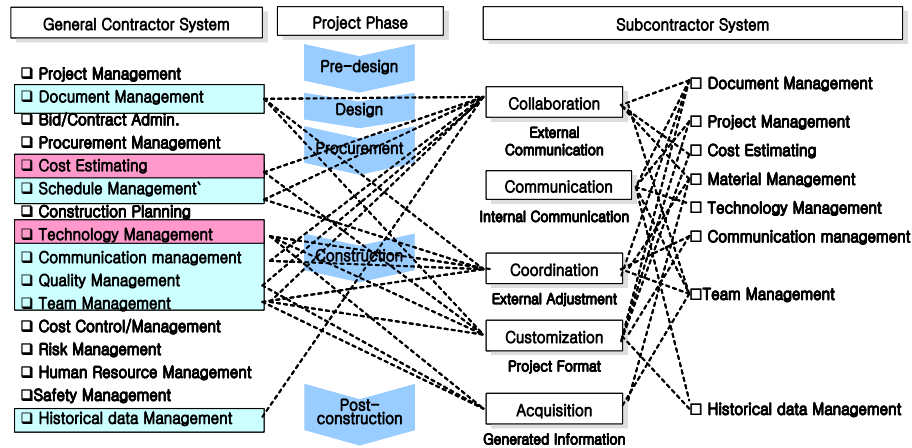 General Contractor System
Project Phase
Subcontractor System
❑ Project Management
❑ Document Management
❑ Bid/Contract Admin.
❑ Procurement Management
❑ Cost Estimating
❑ Schedule Management`
❑ Construction Planning
❑ Technology Management
❑ Communication management
❑ Quality Management
❑ Team Management
❑ Cost Control/Management
❑ Risk Management
❑ Human Resource Management
❑Safety Management
❑ Historical data Management
Pre-design
Design
Procurement
Construction
Post-
construction
Collaboration
External
Communication
Communication
Internal Communication
Coordination
External Adjustment
Customization
Project Format
Acquisition
Generated Information
❑ Document Management
❑ Project Management
❑ Cost Estimating
❑ Material Management
❑ Technology Management
❑ Communication management
❑Team Management
❑ Historical data Management